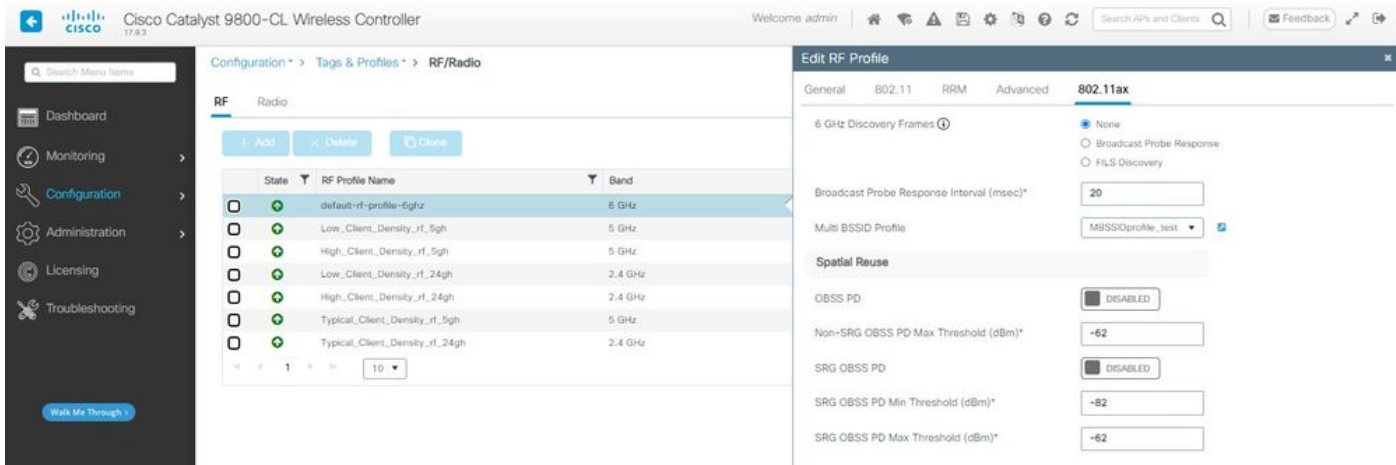 CISCO
Cisco Catalyst 9800-CL Wireless Controller
17.9.3
Welcome admin
Search APs and Clients
Feedback
Search Menu Items
Dashboard
Monitoring
Configuration
Administration
Licensing
Troubleshooting
Walk Me Through >
Configuration > Tags & Profiles > RF/Radio
RF Radio
+ Add × Delete Clone
State RF Profile Name Band
default-rf-profile-6ghz 6 GHz
Low_Client_Density_rf_5gh 5 GHz
High_Client_Density_rf_5gh 5 GHz
Low_Client_Density_rf_24gh 2.4 GHz
High_Client_Density_rf_24gh 2.4 GHz
Typical_Client_Density_rf_5gh 5 GHz
Typical_Client_Density_rf_24gh 2.4 GHz
1 10
Edit RF Profile
General 802.11 RRM Advanced 802.11ax
6 GHz Discovery Frames None
Broadcast Probe Response
FILS Discovery
Broadcast Probe Response Interval (msec)* 20
Multi BSSID Profile MBSSIDprofile_test
Spatial Reuse
OBSS PD DISABLED
Non-SRG OBSS PD Max Threshold (dBm)* -62
SRG OBSS PD DISABLED
SRG OBSS PD Min Threshold (dBm)* -82
SRG OBSS PD Max Threshold (dBm)* -62